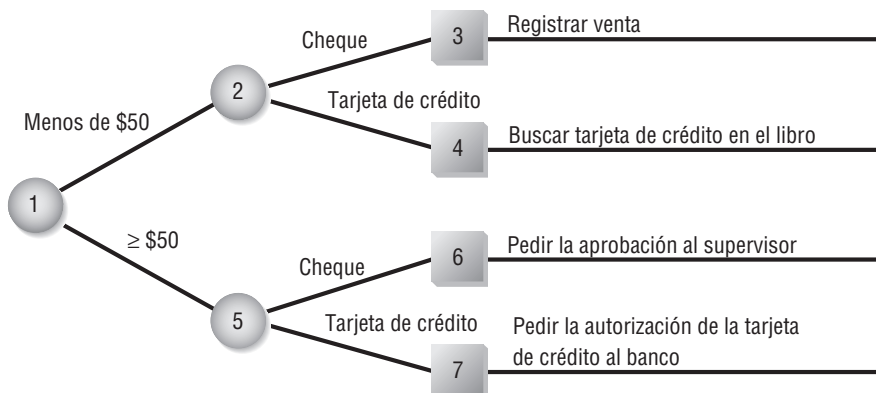 Cheque
3
Registrar venta
2
Menos de $50
Tarjeta de crédito
4
Buscar tarjeta de crédito en el libro
1
≥ $50
Cheque
6
Pedir la aprobación al supervisor
5
Tarjeta de crédito
7
Pedir la autorización de la tarjeta
de crédito al banco